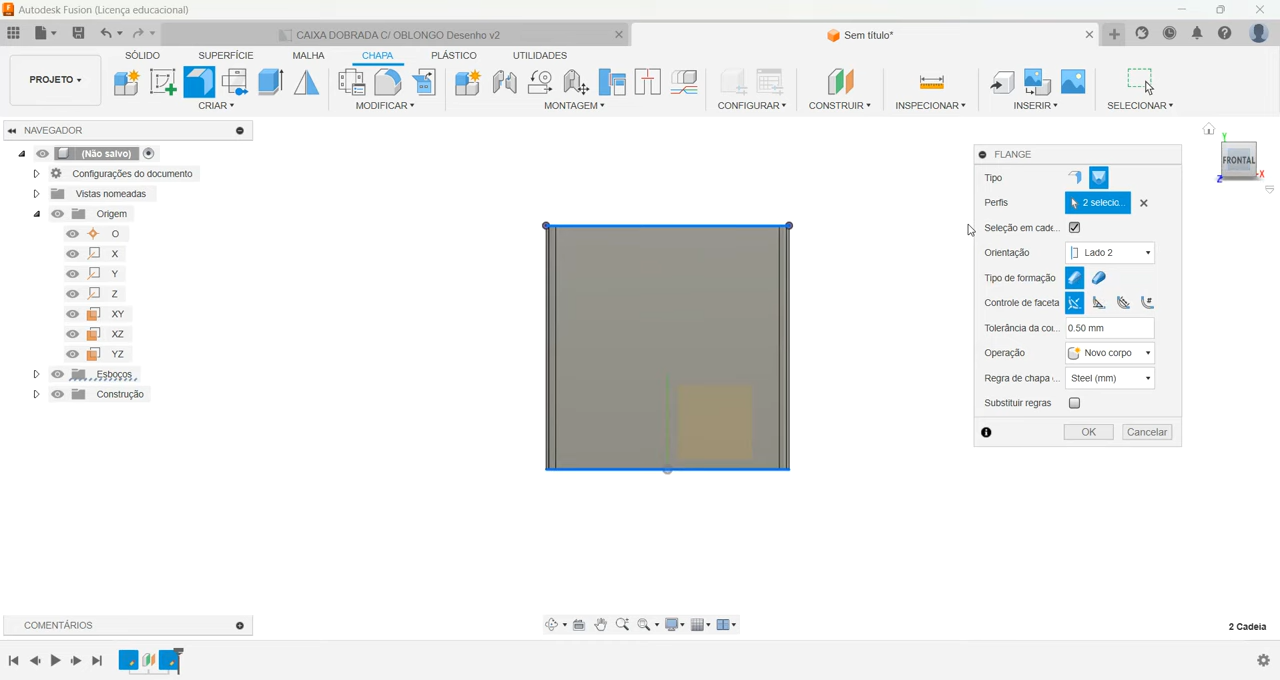 Autodesk Fusion (Licença educacional)
CAIXA DOBRADA C/ OBLONGO Desenho v2
Sem título*
PROJETO
SÓLIDO SUPERFÍCIE MALHA CHAPA PLÁSTICO UTILIDADES
CRIAR MODIFICAR MONTAGEM CONFIGURAR CONSTRUIR INSPECIONAR INSERIR SELECIONAR
NAVEGADOR
(Não salvo)
Configurações do documento
Vistas nomeadas
Origem
O
X
Y
Z
XY
XZ
YZ
Esboços
Construção
FLANGE
Tipo
Perfis 2 selecio...
Seleção em cade...
Orientação Lado 2
Tipo de formação
Controle de faceta
Tolerância da co... 0.50 mm
Operação Novo corpo
Regra de chapa Steel (mm)
Substituir regras
OK Cancelar
Y
FRONTAL
X
Z
COMENTÁRIOS
2 Cadeia